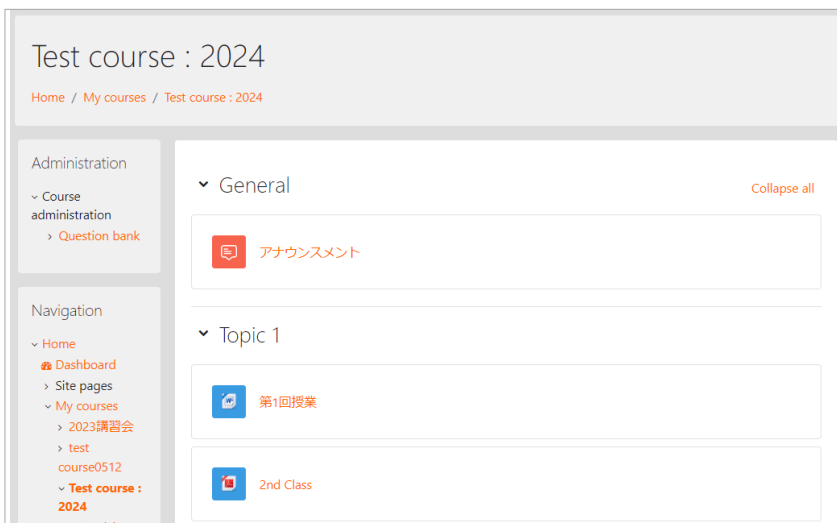 Test course : 2024
Home / My courses / Test course : 2024
Administration
Course
administration
Question bank
Navigation
Home
Dashboard
Site pages
My courses
2023講習会
test
course0512
Test course :
2024
General
Collapse all
アナウンスメント
Topic 1
第1回授業
2nd Class